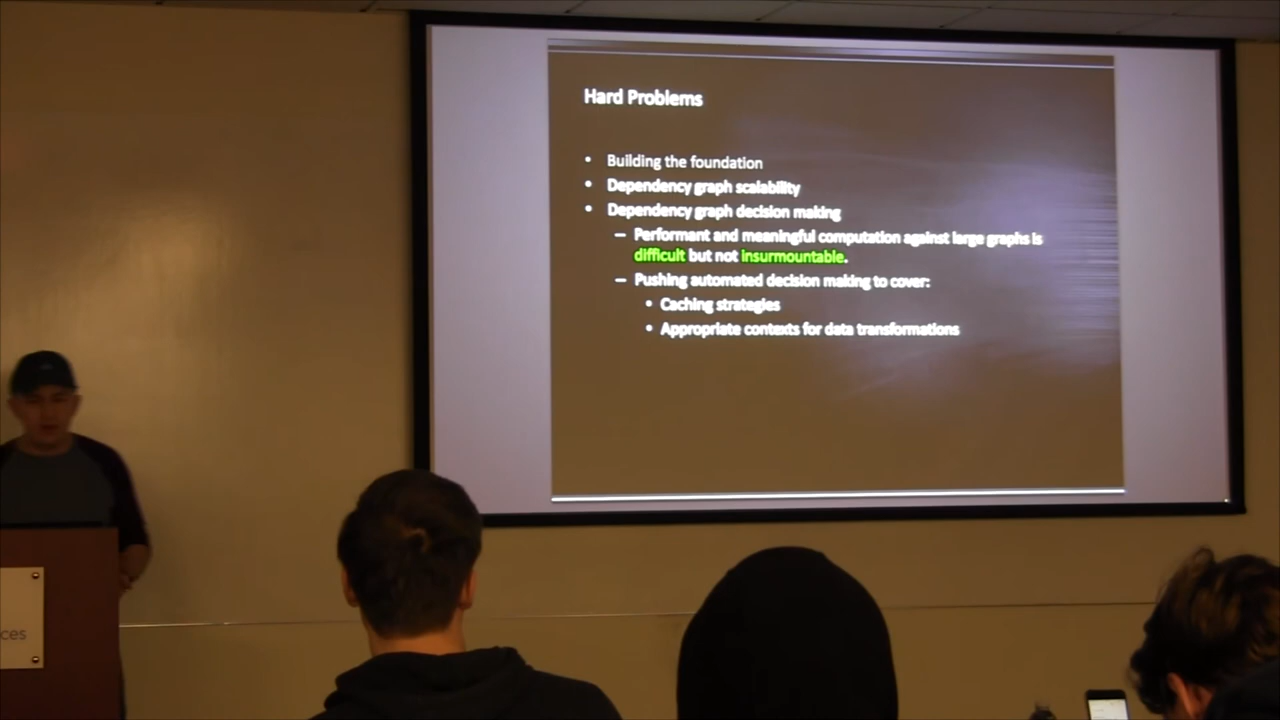 Hard Problems
• Building the foundation
• Dependency graph scalability
• Dependency graph decision making
– Performant and meaningful computation against large graphs is
difficult but not insurmountable.
– Pushing automated decision making to cover:
• Caching strategies
• Appropriate contexts for data transformations
ces